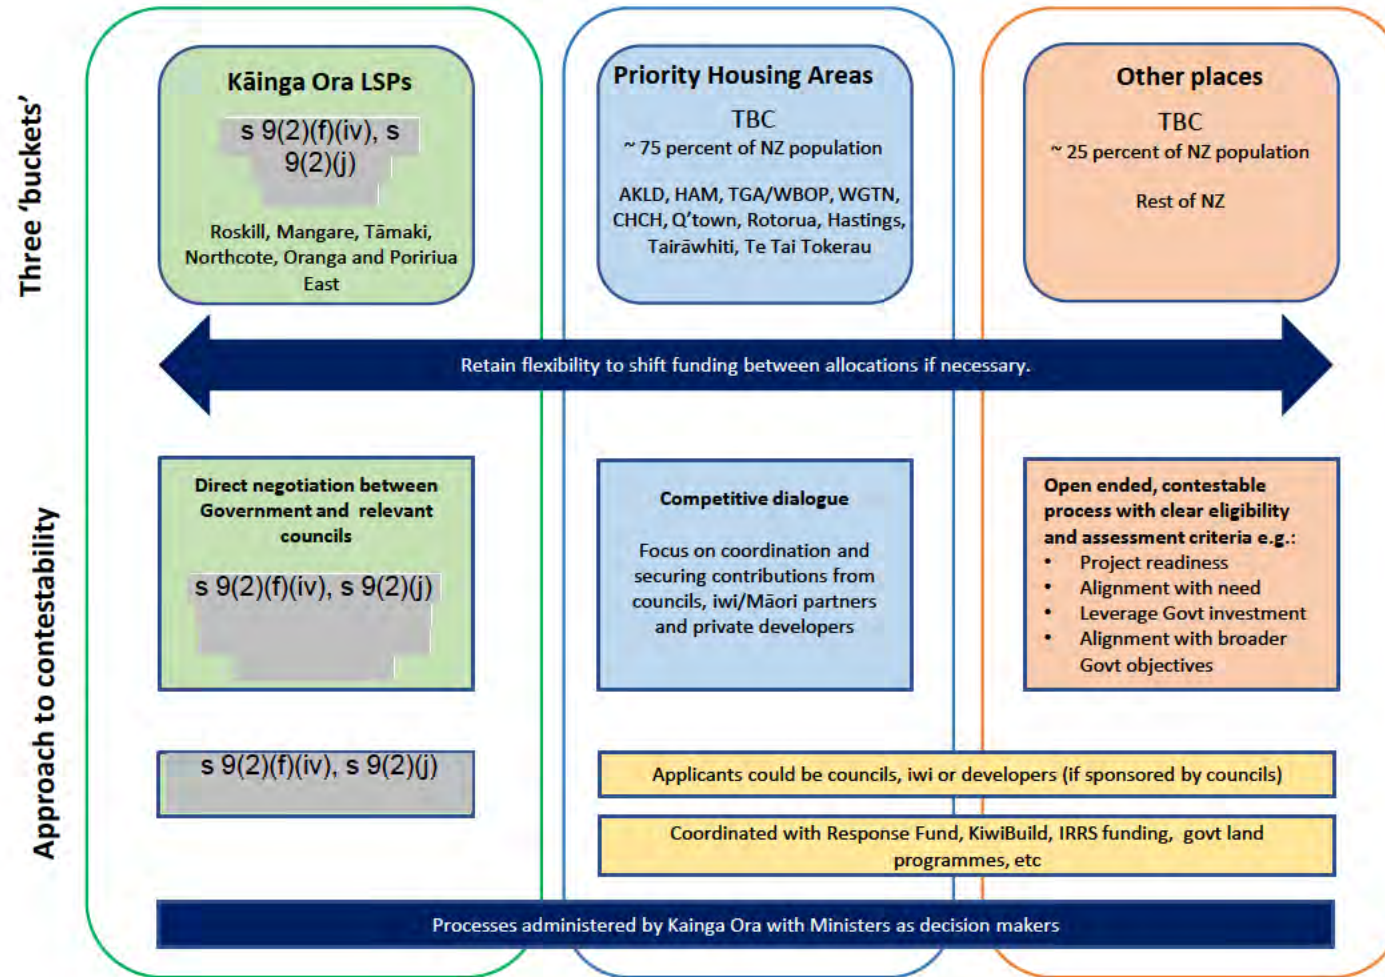 Three ‘buckets’
Kāinga Ora LSPs
s 9(2)(f)(iv), s
9(2)(j)
Roskill, Mangare, Tāmaki,
Northcote, Oranga and Poririua
East
Priority Housing Areas
TBC
~ 75 percent of NZ population
AKLD, HAM, TGA/WBOP, WGTN,
CHCH, Q’town, Rotorua, Hastings,
Tairāwhiti, Te Tai Tokerau
Other places
TBC
~ 25 percent of NZ population
Rest of NZ
Retain flexibility to shift funding between allocations if necessary.
Approach to contestability
Direct negotiation between
Government and relevant
councils
s 9(2)(f)(iv), s 9(2)(j)
Competitive dialogue
Focus on coordination and
securing contributions from
councils, iwi/Māori partners
and private developers
Open ended, contestable
process with clear eligibility
and assessment criteria e.g.:
• Project readiness
• Alignment with need
• Leverage Govt investment
• Alignment with broader
Govt objectives
s 9(2)(f)(iv), s 9(2)(j)
Applicants could be councils, iwi or developers (if sponsored by councils)
Coordinated with Response Fund, KiwiBuild, IRRS funding, govt land
programmes, etc
Processes administered by Kainga Ora with Ministers as decision makers